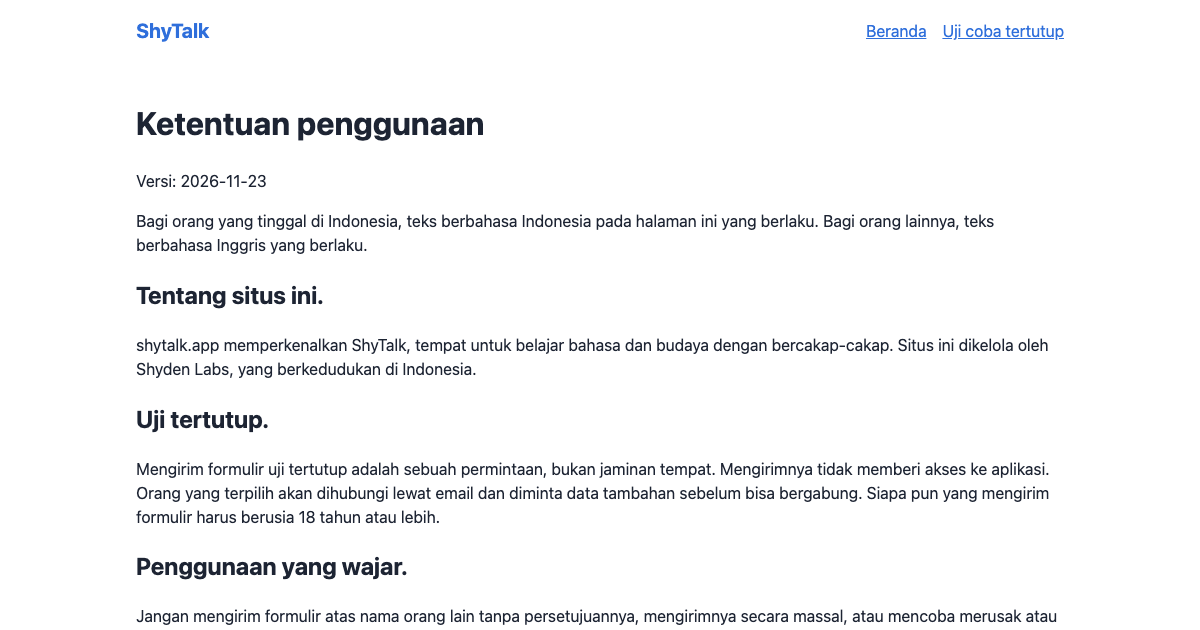 ShyTalk
Beranda Uji coba tertutup
Ketentuan penggunaan
Versi: 2026-11-23
Bagi orang yang tinggal di Indonesia, teks berbahasa Indonesia pada halaman ini yang berlaku. Bagi orang lainnya, teks
berbahasa Inggris yang berlaku.
Tentang situs ini.
shytalk.app memperkenalkan ShyTalk, tempat untuk belajar bahasa dan budaya dengan bercakap-cakap. Situs ini dikelola oleh
Shyden Labs, yang berkedudukan di Indonesia.
Uji tertutup.
Mengirim formulir uji tertutup adalah sebuah permintaan, bukan jaminan tempat. Mengirimnya tidak memberi akses ke aplikasi.
Orang yang terpilih akan dihubungi lewat email dan diminta data tambahan sebelum bisa bergabung. Siapa pun yang mengirim
formulir harus berusia 18 tahun atau lebih.
Penggunaan yang wajar.
Jangan mengirim formulir atas nama orang lain tanpa persetujuannya, mengirimnya secara massal, atau mencoba merusak atau